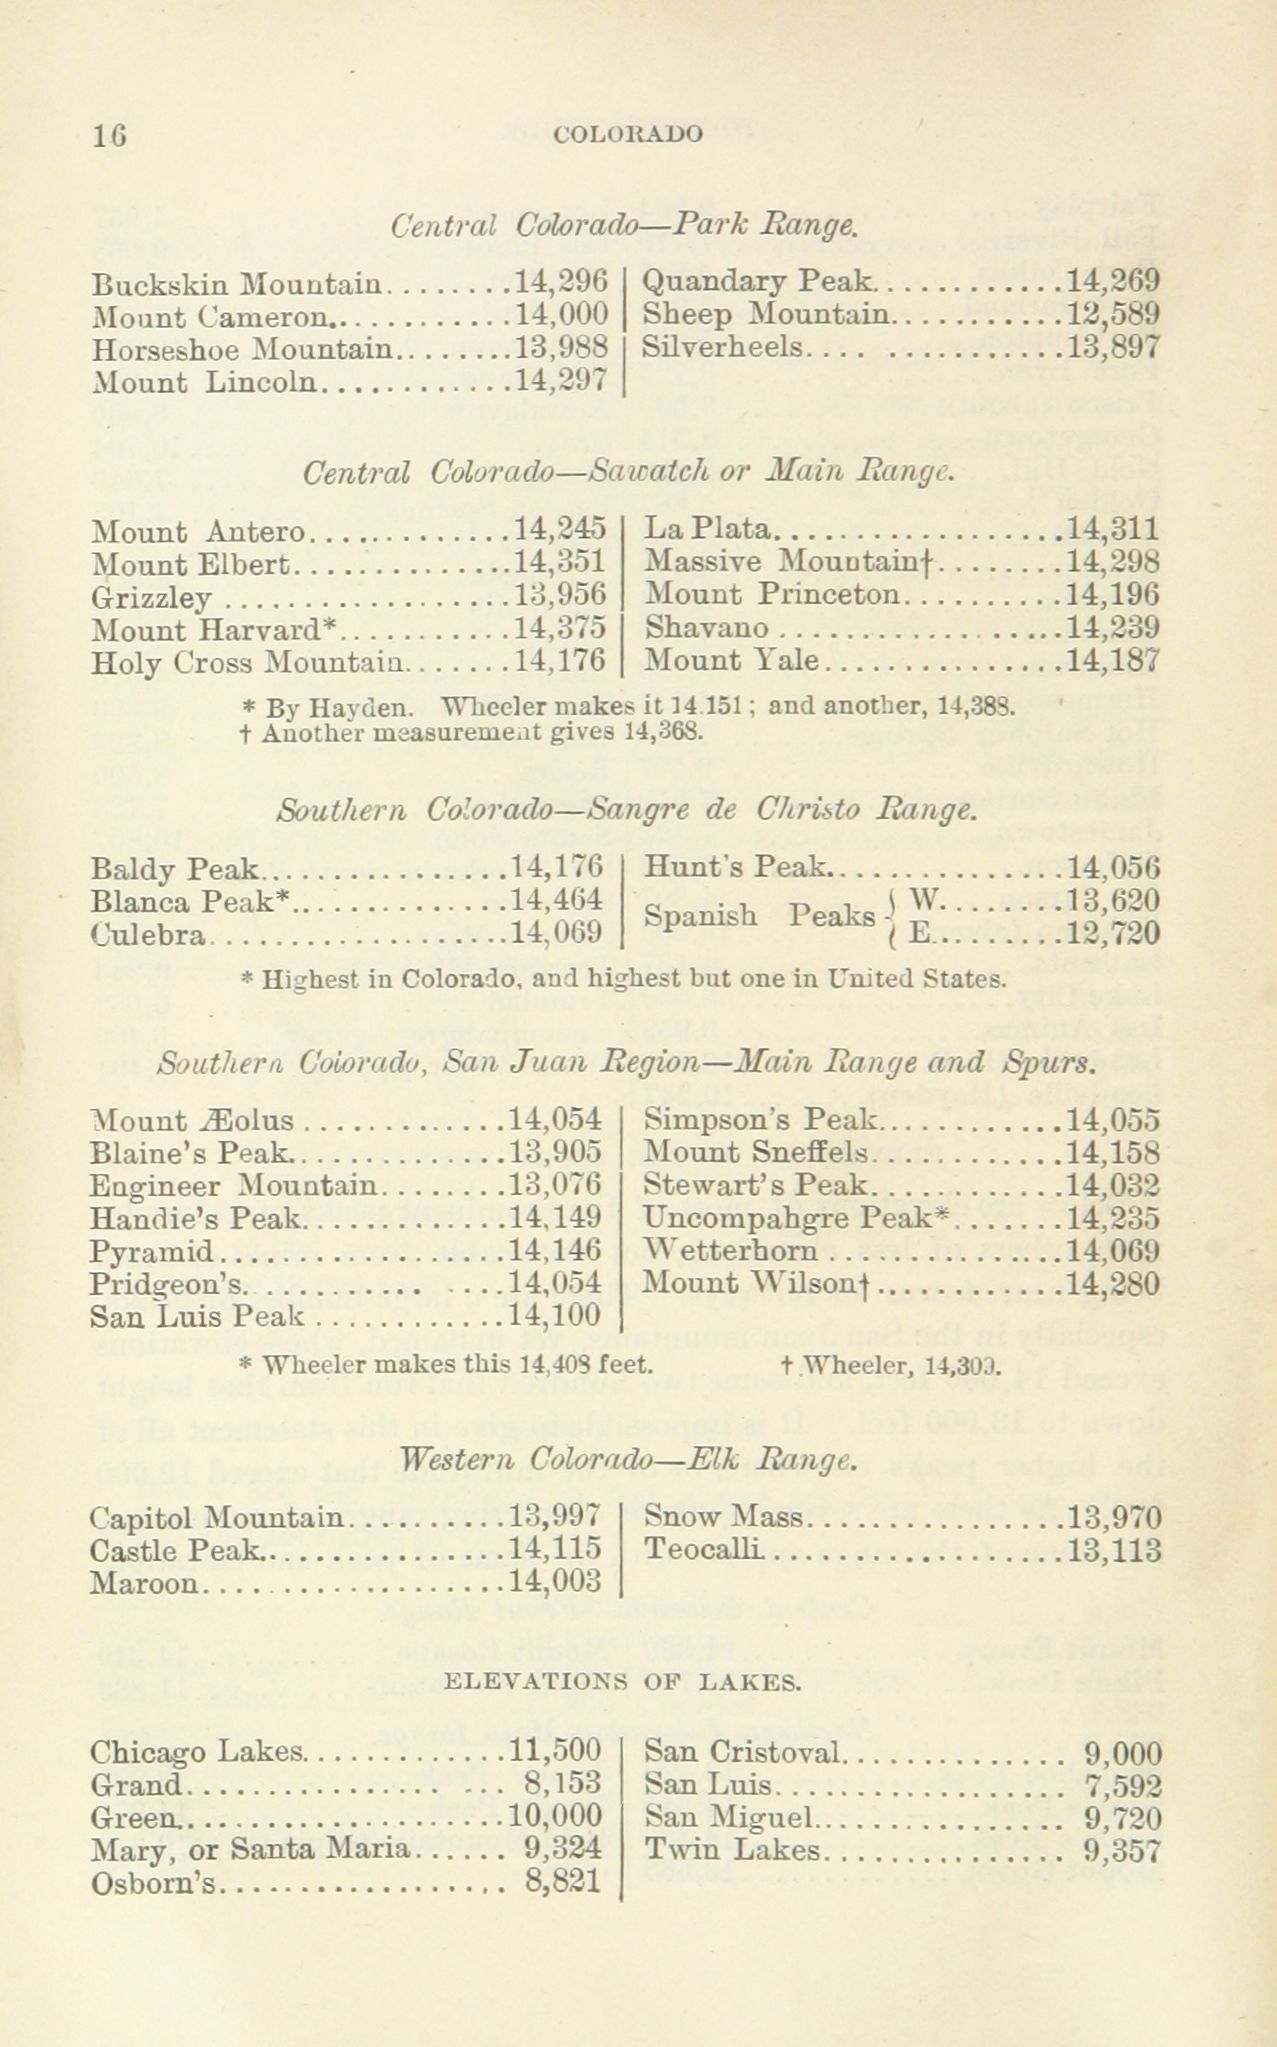 16 COLORADO
Central Colorado—Park Range.
Buckskin Mountain........14,296
Mount Cameron............14,000
Horseshoe Mountain........13,988
Mount Lincoln............14,297
Quandary Peak............14,269
Sheep Mountain...........12,589
Silverheels.... ...........13,897
Central Colorado—Sawatch or Main Range.
Mount Antero.............14,245
Mount Elbert..............14,351
Grizzley ..................13,956
Mount Harvard*...........14,375
Holy Cross Mountain.......14,176
La Plata..................14,311
Massive Mountain†........14,298
Mount Princeton..........14,196
Shavano ..................14,239
Mount Yale...............14,187
* By Hayden. Wheeler makes it 14.151; and another, 14,388.
† Another measurement gives 14,368.
Southern Colorado—Sangre de Christo Range.
Baldy Peak................14,176
Blanca Peak*..............14,464
Culebra...................14,069
Hunt's Peak...............14,056
Spanish Peaks { W.........13,620
{ E..........12,720
* Highest in Colorado, and highest but one in United States.
Southern Colorado, San Juan Region—Main Range and Spurs.
Mount Æolus .............14,054
Blaine's Peak..............13,905
Engineer Mountain........13,076
Handie's Peak.............14,149
Pyramid..................14,146
Pridgeon's............ ....14,054
San Luis Peak ............14,100
Simpson's Peak............14,055
Mount Sneffels............14,158
Stewart's Peak............14,032
Uncompahgre Peak*.......14,235
Wetterhorn ...............14,069
Mount Wilson†............14,280
* Wheeler makes this 14,408 feet. † Wheeler, 14,309.
Western Colorado—Elk Range.
Capitol Mountain..........13,997
Castle Peak...............14,115
Maroon...................14,003
Snow Mass................13,970
Teocalli...................13,113
ELEVATIONS OF LAKES.
Chicago Lakes.............11,500
Grand................ ... 8,153
Green.....................10,000
Mary, or Santa Maria...... 9,324
Osborn's.................. 8,821
San Cristoval.............. 9,000
San Luis.................. 7,592
San Miguel................ 9,720
Twin Lakes............... 9,357